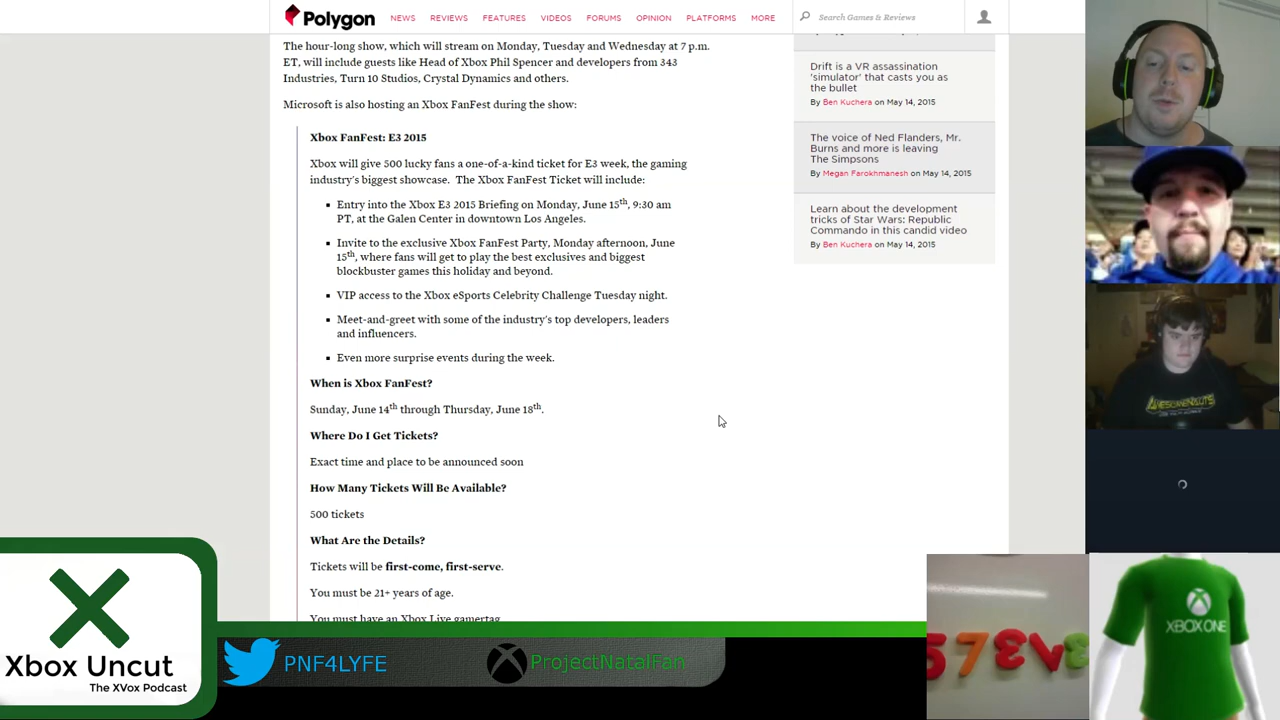 Polygon
NEWS REVIEWS FEATURES VIDEOS FORUMS OPINION PLATFORMS MORE
Search Games & Reviews
The hour-long show, which will stream on Monday, Tuesday and Wednesday at 7 p.m.
ET, will include guests like Head of Xbox Phil Spencer and developers from 343
Industries, Turn 10 Studios, Crystal Dynamics and others.
Microsoft is also hosting an Xbox FanFest during the show:
Xbox FanFest: E3 2015
Xbox will give 500 lucky fans a one-of-a-kind ticket for E3 week, the gaming
industry's biggest showcase. The Xbox FanFest Ticket will include:
Entry into the Xbox E3 2015 Briefing on Monday, June 15th, 9:30 am
PT, at the Galen Center in downtown Los Angeles.
Invite to the exclusive Xbox FanFest Party, Monday afternoon, June
15th, where fans will get to play the best exclusives and biggest
blockbuster games this holiday and beyond.
VIP access to the Xbox eSports Celebrity Challenge Tuesday night.
Meet-and-greet with some of the industry's top developers, leaders
and influencers.
Even more surprise events during the week.
When is Xbox FanFest?
Sunday, June 14th through Thursday, June 18th.
Where Do I Get Tickets?
Exact time and place to be announced soon
How Many Tickets Will Be Available?
500 tickets
What Are the Details?
Tickets will be first-come, first-serve.
You must be 21+ years of age.
You must have an Xbox Live gamertag
Drift is a VR assassination
'simulator' that casts you as
the bullet
By Ben Kuchera on May 14, 2015
The voice of Ned Flanders, Mr.
Burns and more is leaving
The Simpsons
By Megan Farokhmanesh on May 14, 2015
Learn about the development
tricks of Star Wars: Republic
Commando in this candid video
By Ben Kuchera on May 14, 2015
AWESOMENAUTS
XBOX ONE
Xbox Uncut
The XVox Podcast
PNF4LYFE
ProjectNatalFan